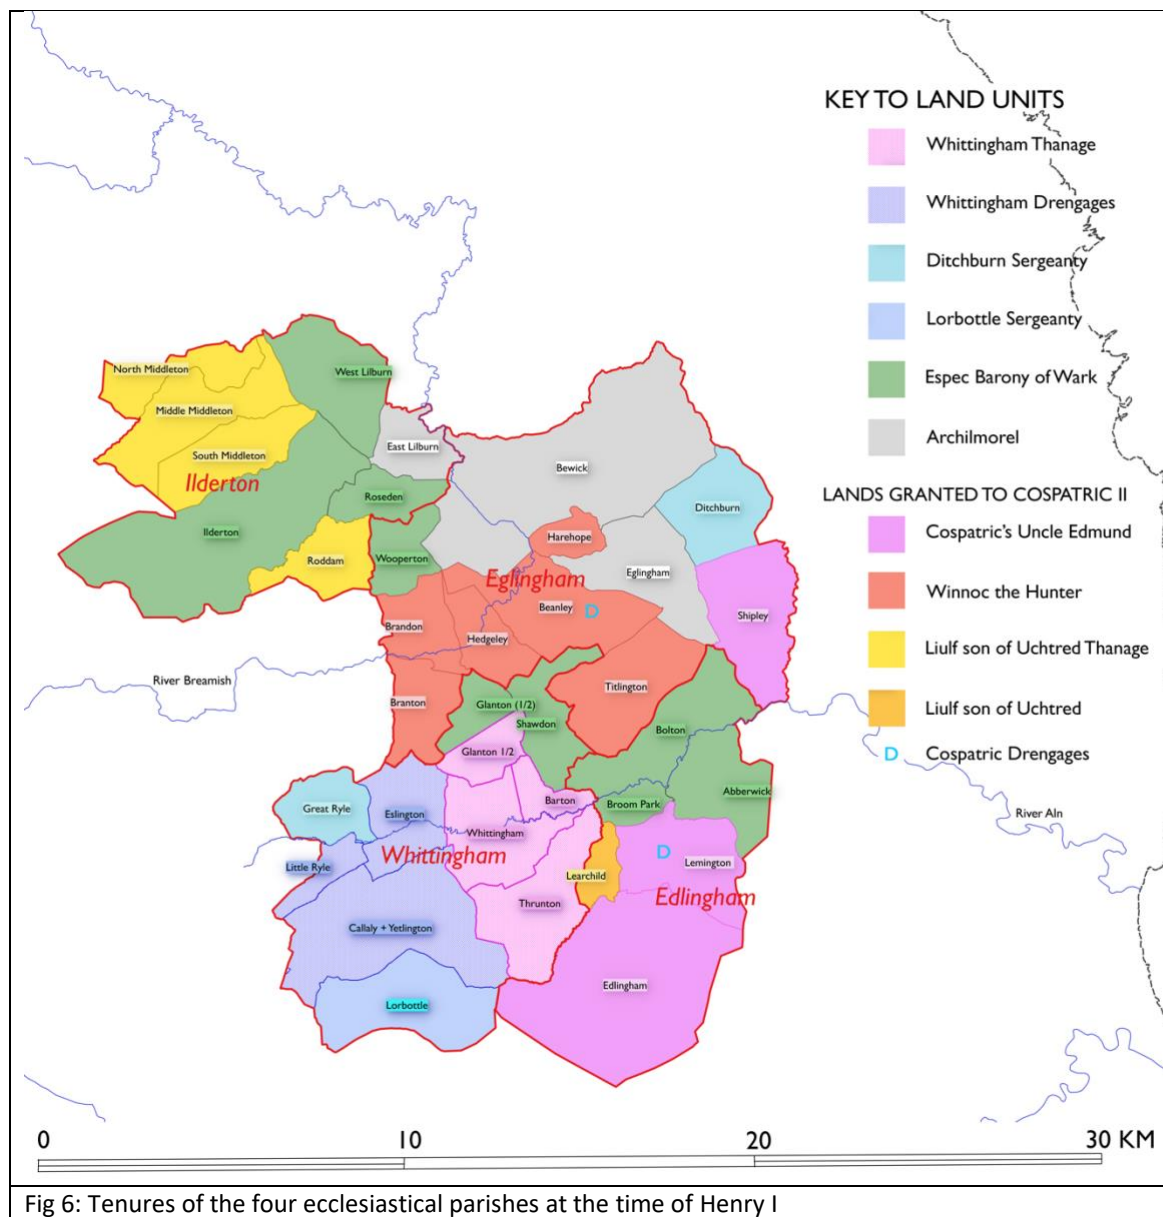 KEY TO LAND UNITS
Whittingham Thanage
Whittingham Drengages
Ditchburn Sergeanty
Lorbottle Sergeanty
Espec Barony of Wark
Archilmorel
LANDS GRANTED TO COSPATRIC II
Cospatric's Uncle Edmund
Winnoc the Hunter
Liulf son of Uchtred Thanage
Liulf son of Uchtred
D Cospatric Drengages
North Middleton
West Lilburn
Middle Middleton
East Lilburn
South Middleton
Ilderton
Bewick
Roseden
Ditchburn
Ilderton
Harehope
Roddam
Wooperton
Eglingham
Eglingham
Beanley
D
Shipley
Brandon
Hedgeley
River Breamish
Titlington
Branton
Glanton (1/2)
Shawdon
Bolton
Glanton 1/2
Abberwick
Great Ryle
Eslington
Barton
Broom Park
River Aln
Whittingham
Whittingham
D
Lemington
Little Ryle
Learchild
Edlingham
Thrunton
Callaly + Yetlington
Edlingham
Lorbottle
0 10 20 30 KM
Fig 6: Tenures of the four ecclesiastical parishes at the time of Henry I